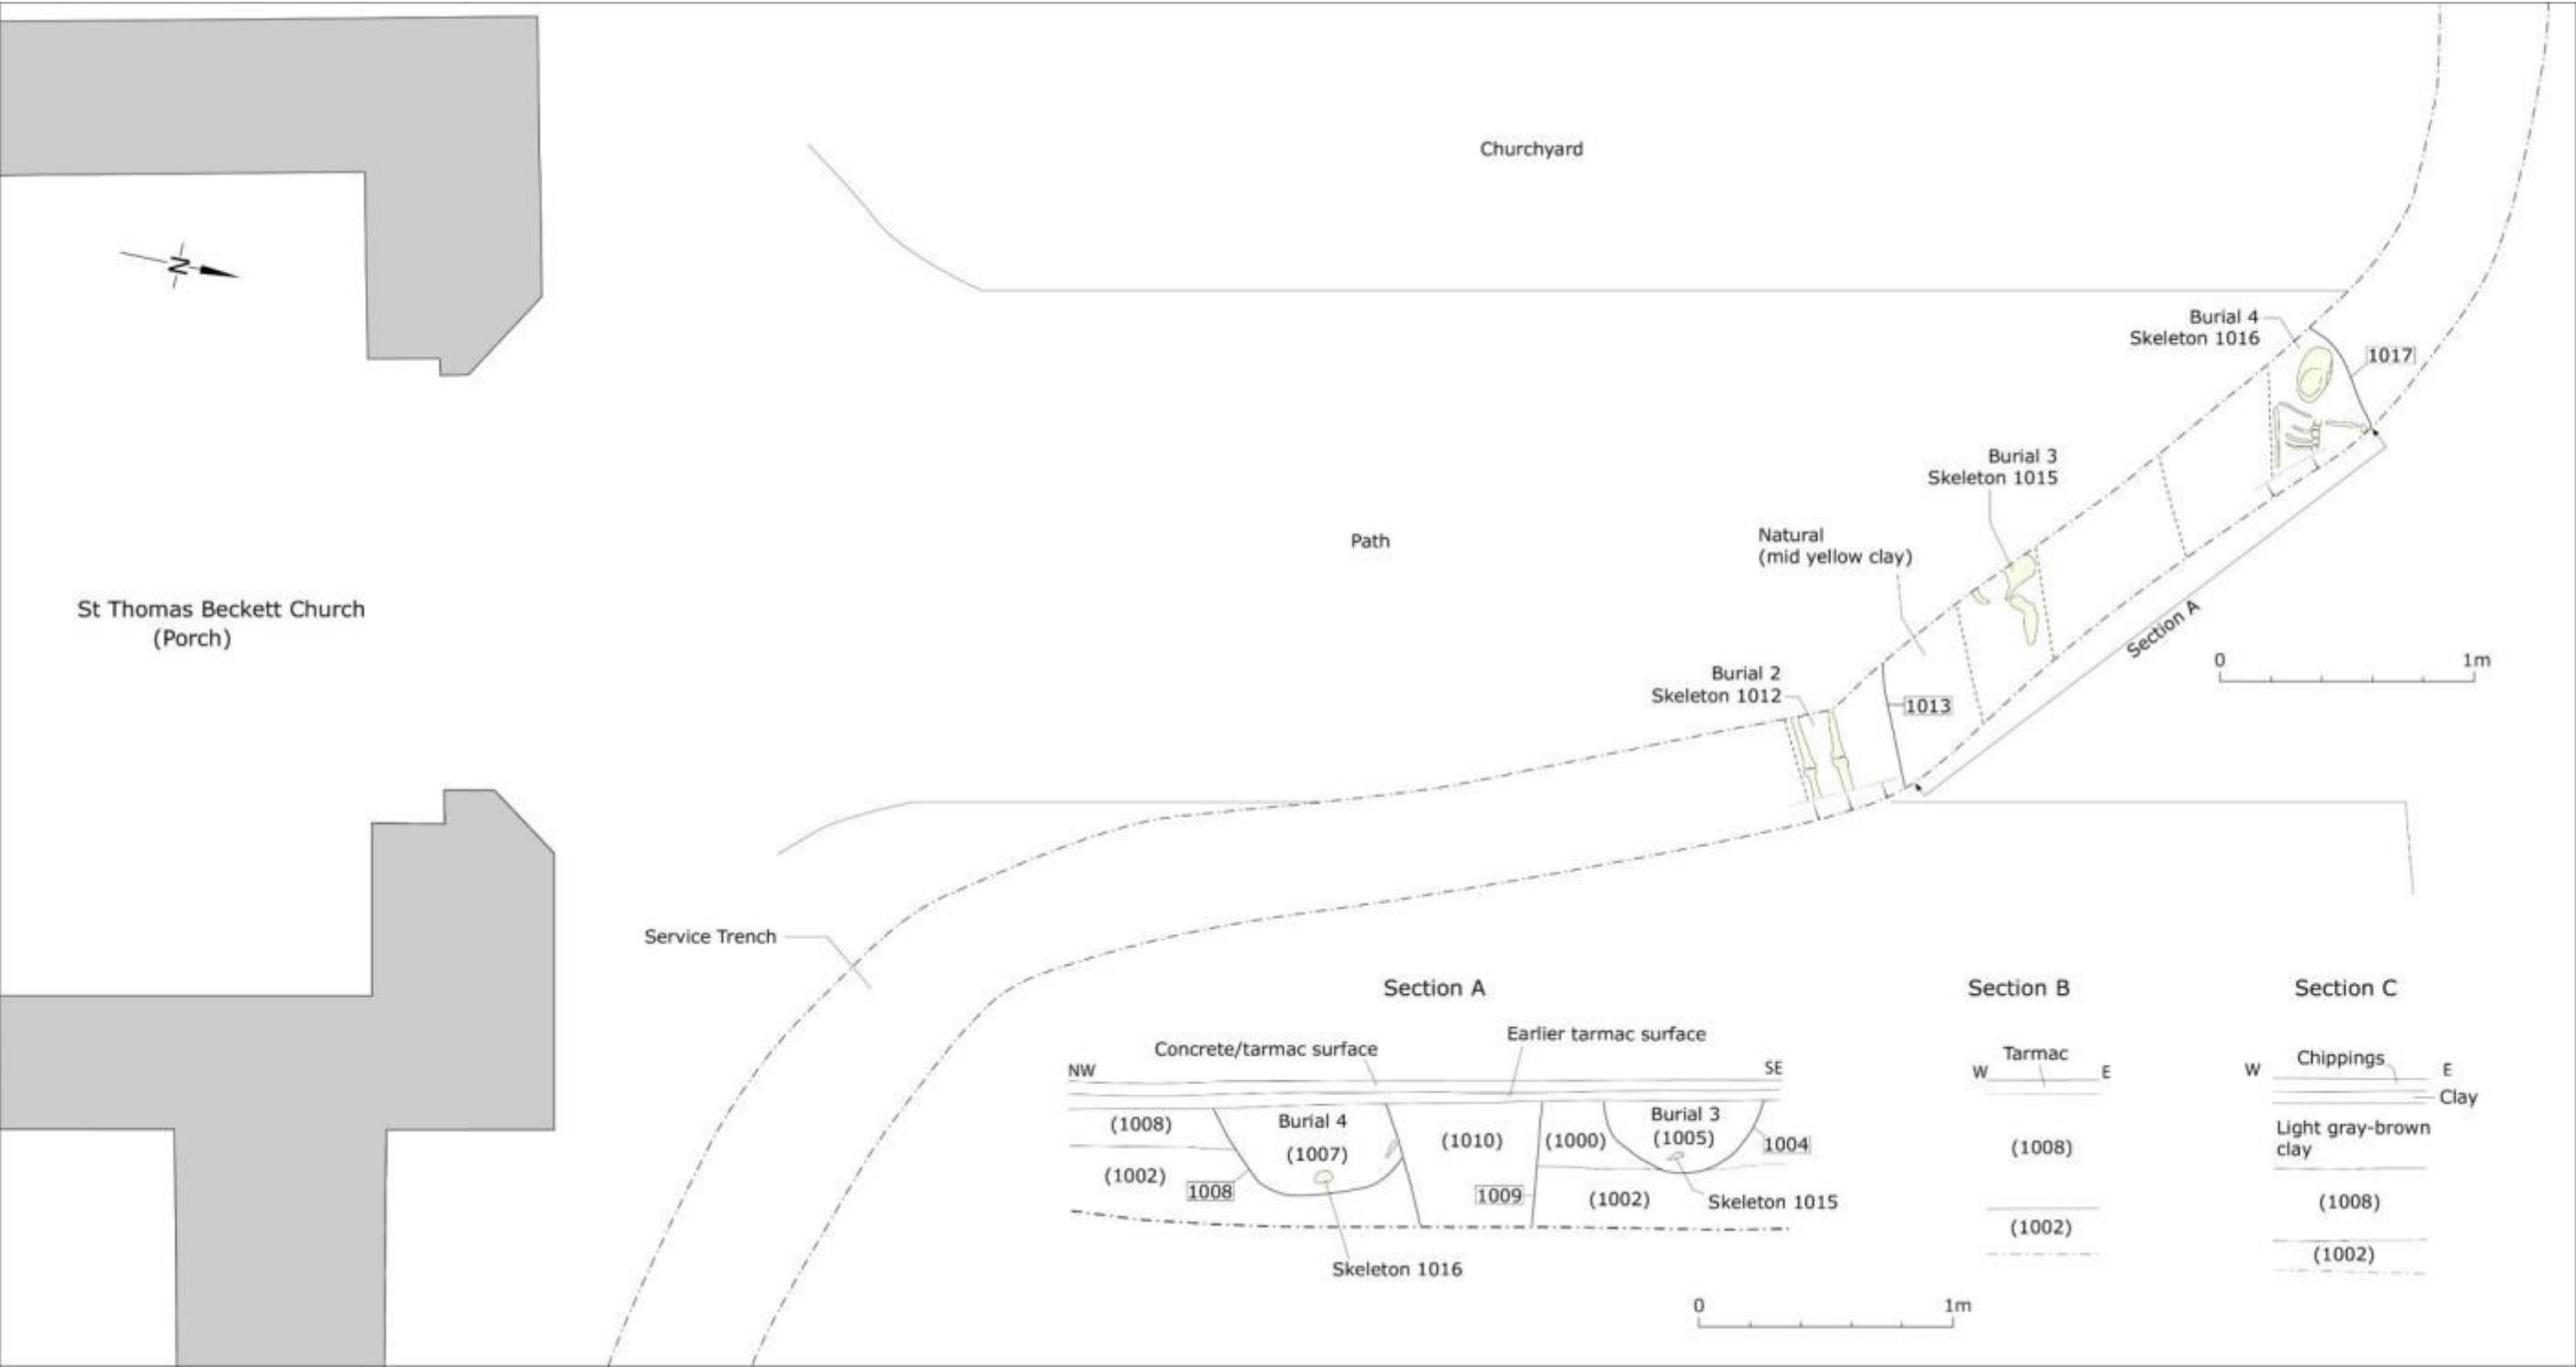 Churchyard
N
Burial 4
Skeleton 1016
1017
Burial 3
Skeleton 1015
Natural
(mid yellow clay)
Path
St Thomas Beckett Church
(Porch)
Section A
0 1m
Burial 2
Skeleton 1012
1013
Service Trench
Section A
Section B
Section C
Earlier tarmac surface
Concrete/tarmac surface
NW
SE
(1008)
Burial 4
(1007)
(1010)
(1000)
Burial 3
(1005)
1004
(1002)
1008
1009
(1002)
Skeleton 1015
Skeleton 1016
Tarmac
W
E
(1008)
(1002)
Chippings
W
E
Clay
Light gray-brown
clay
(1008)
(1002)
0 1m